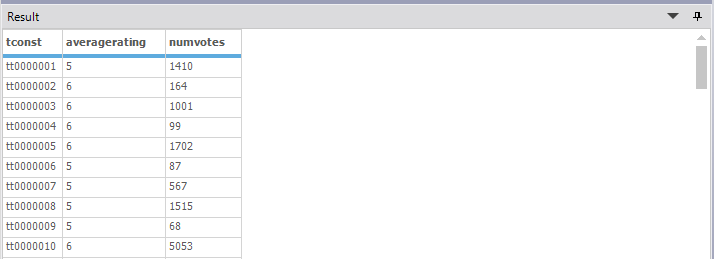 Result
tconst averagerating numvotes
tt0000001 5 1410
tt0000002 6 164
tt0000003 6 1001
tt0000004 6 99
tt0000005 6 1702
tt0000006 5 87
tt0000007 5 567
tt0000008 5 1515
tt0000009 5 68
tt0000010 6 5053